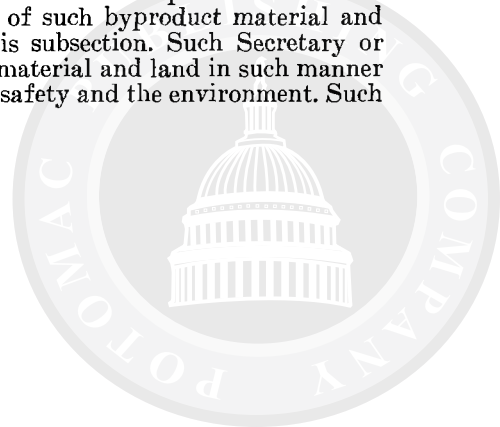 of such byproduct material and
is subsection. Such Secretary or
material and land in such manner
safety and the environment. Such
POTOMAC PUBLISHING COMPANY